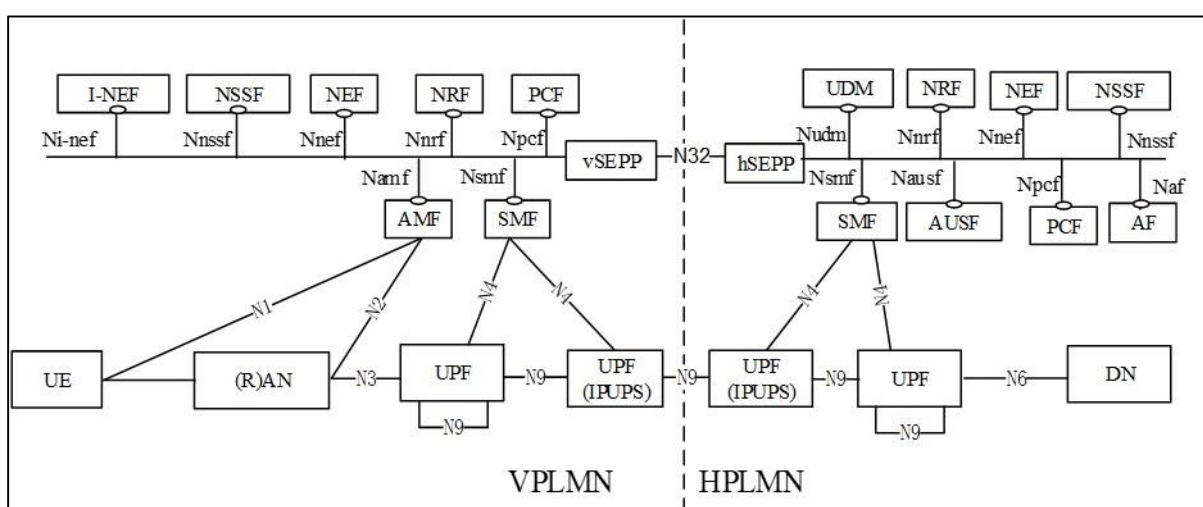 I-NEF NSSF NEF NRF PCF UDM NRF NEF NSSF
Ni-nef Nnssf Nnef Nnrf Npcf Nudm Nnrf Nnef Nnssf
vSEPP N32 hSEPP
Namf Nsmf Nsmf Nausf Npcf Naf
AMF SMF SMF AUSF PCF AF
N1 N2 N4 N4 N4 N4
UE (R)AN N3 UPF N9 UPF N9 UPF N9 UPF N6 DN
(IPUPS) (IPUPS)
N9 N9
VPLMN HPLMN